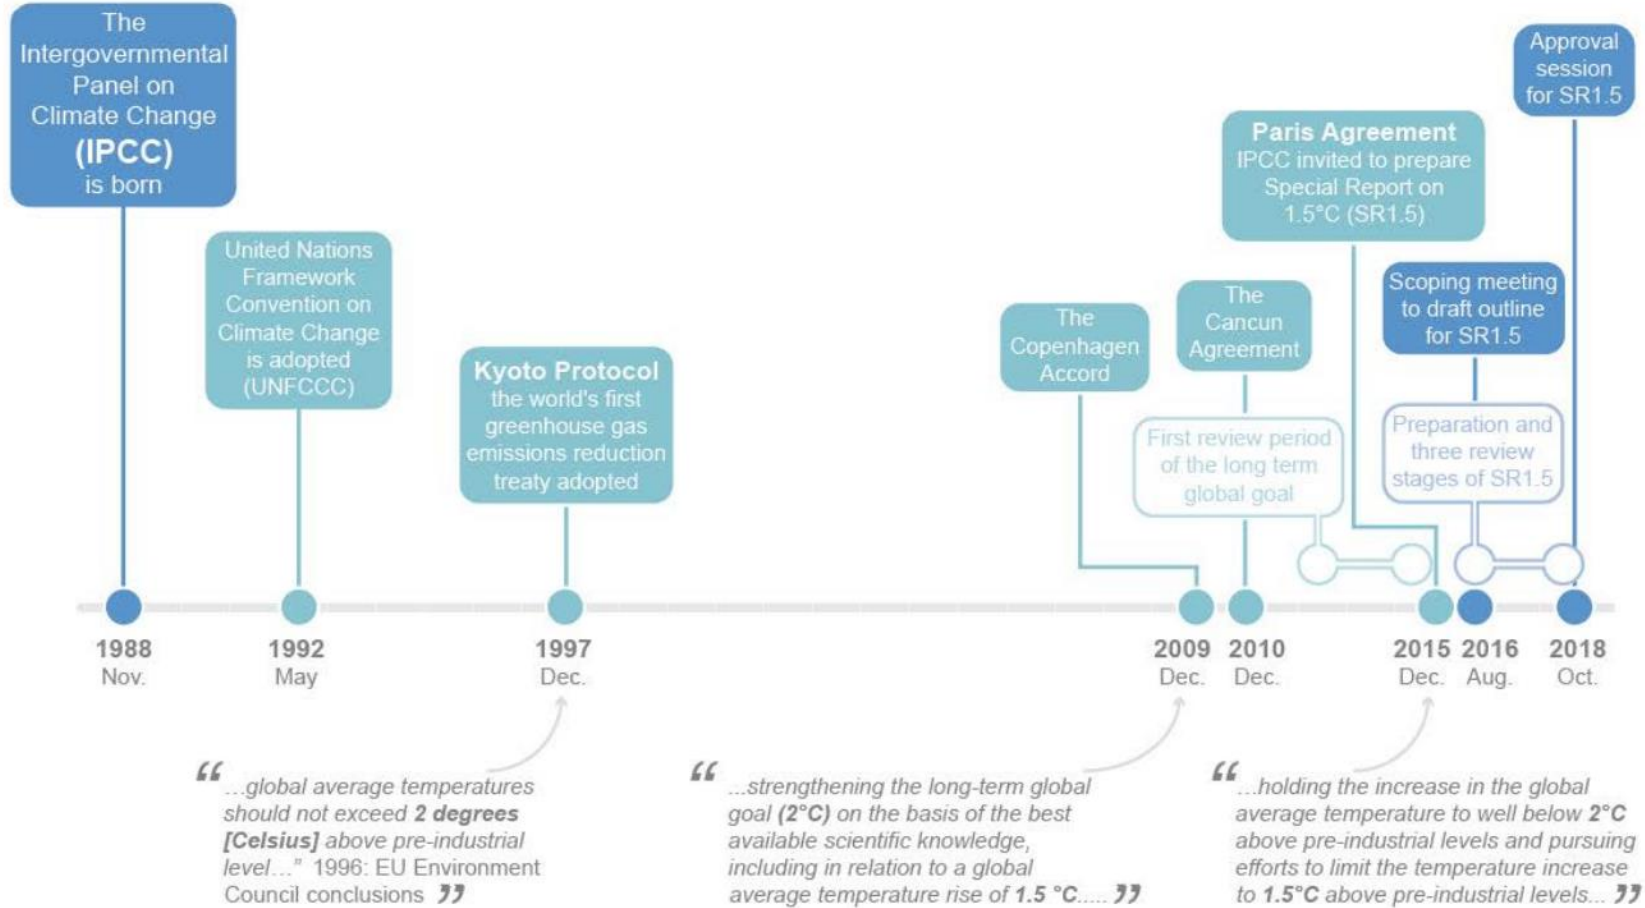 The
Intergovernmental
Panel on
Climate Change
(IPCC)
is born
United Nations
Framework
Convention on
Climate Change
is adopted
(UNFCCC)
Kyoto Protocol
the world's first
greenhouse gas
emissions reduction
treaty adopted
The
Copenhagen
Accord
The
Cancun
Agreement
First review period
of the long term
global goal
Paris Agreement
IPCC invited to prepare
Special Report on
1.5°C (SR1.5)
Scoping meeting
to draft outline
for SR1.5
Preparation and
three review
stages of SR1.5
Approval
session
for SR1.5
1988
Nov.
1992
May
1997
Dec.
2009
Dec.
2010
Dec.
2015
Dec.
2016
Aug.
2018
Oct.
“ ...global average temperatures
should not exceed 2 degrees
[Celsius] above pre-industrial
level...” 1996: EU Environment
Council conclusions ”
“ ...strengthening the long-term global
goal (2°C) on the basis of the best
available scientific knowledge,
including in relation to a global
average temperature rise of 1.5 °C..... ”
“ ...holding the increase in the global
average temperature to well below 2°C
above pre-industrial levels and pursuing
efforts to limit the temperature increase
to 1.5°C above pre-industrial levels... ”